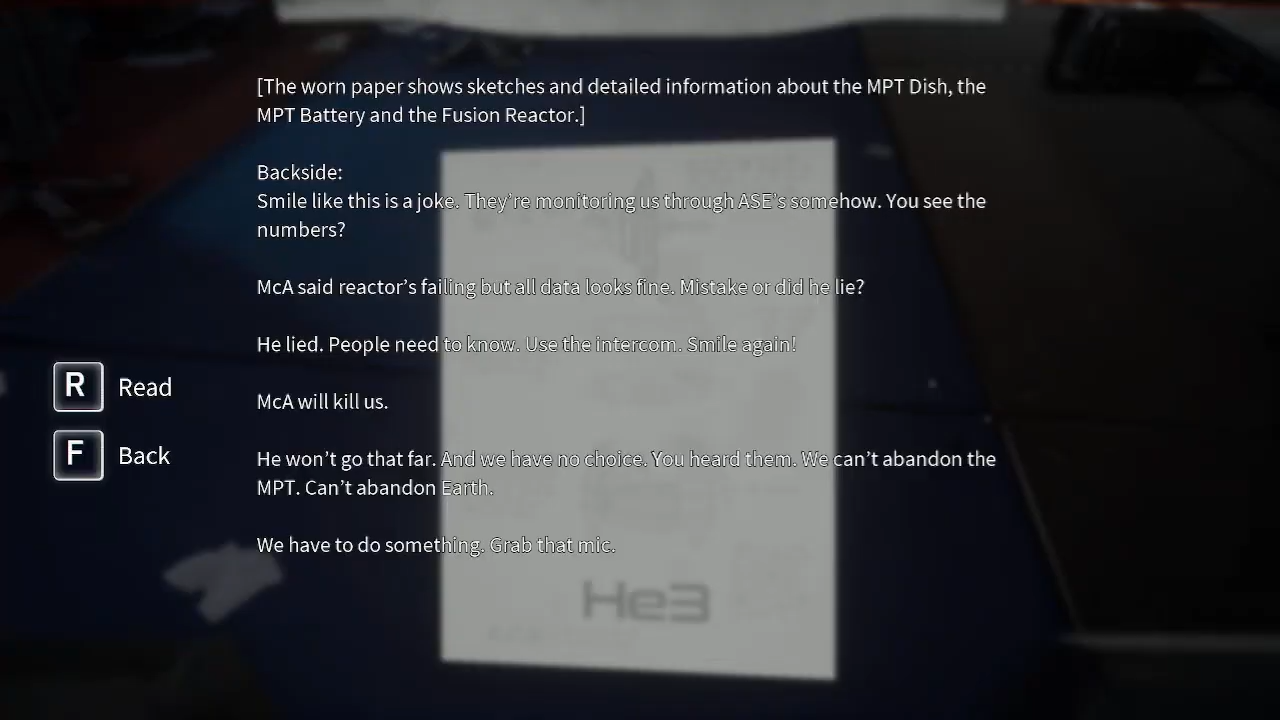 [The worn paper shows sketches and detailed information about the MPT Dish, the
MPT Battery and the Fusion Reactor.]
Backside:
Smile like this is a joke. They're monitoring us through ASE's somehow. You see the
numbers?
McA said reactor's failing but all data looks fine. Mistake or did he lie?
He lied. People need to know. Use the intercom. Smile again!
R Read
McA will kill us.
F Back
He won't go that far. And we have no choice. You heard them. We can't abandon the
MPT. Can't abandon Earth.
We have to do something. Grab that mic.
He3